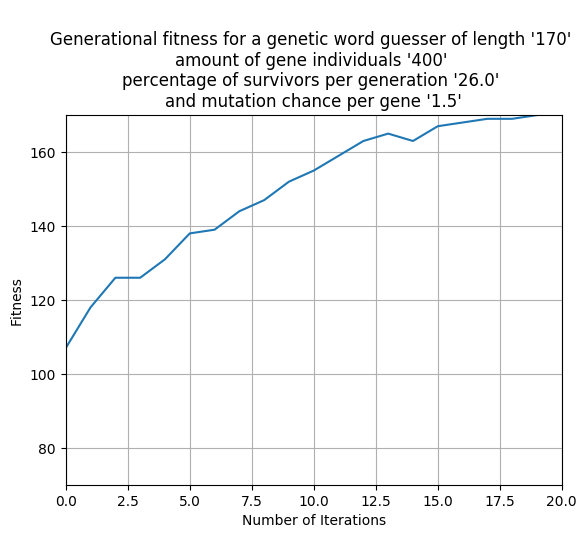 Generational fitness for a genetic word guesser of length '170'
amount of gene individuals '400'
percentage of survivors per generation '26.0'
and mutation chance per gene '1.5'
160
140
120
100
80
Fitness
0.0 2.5 5.0 7.5 10.0 12.5 15.0 17.5 20.0
Number of Iterations